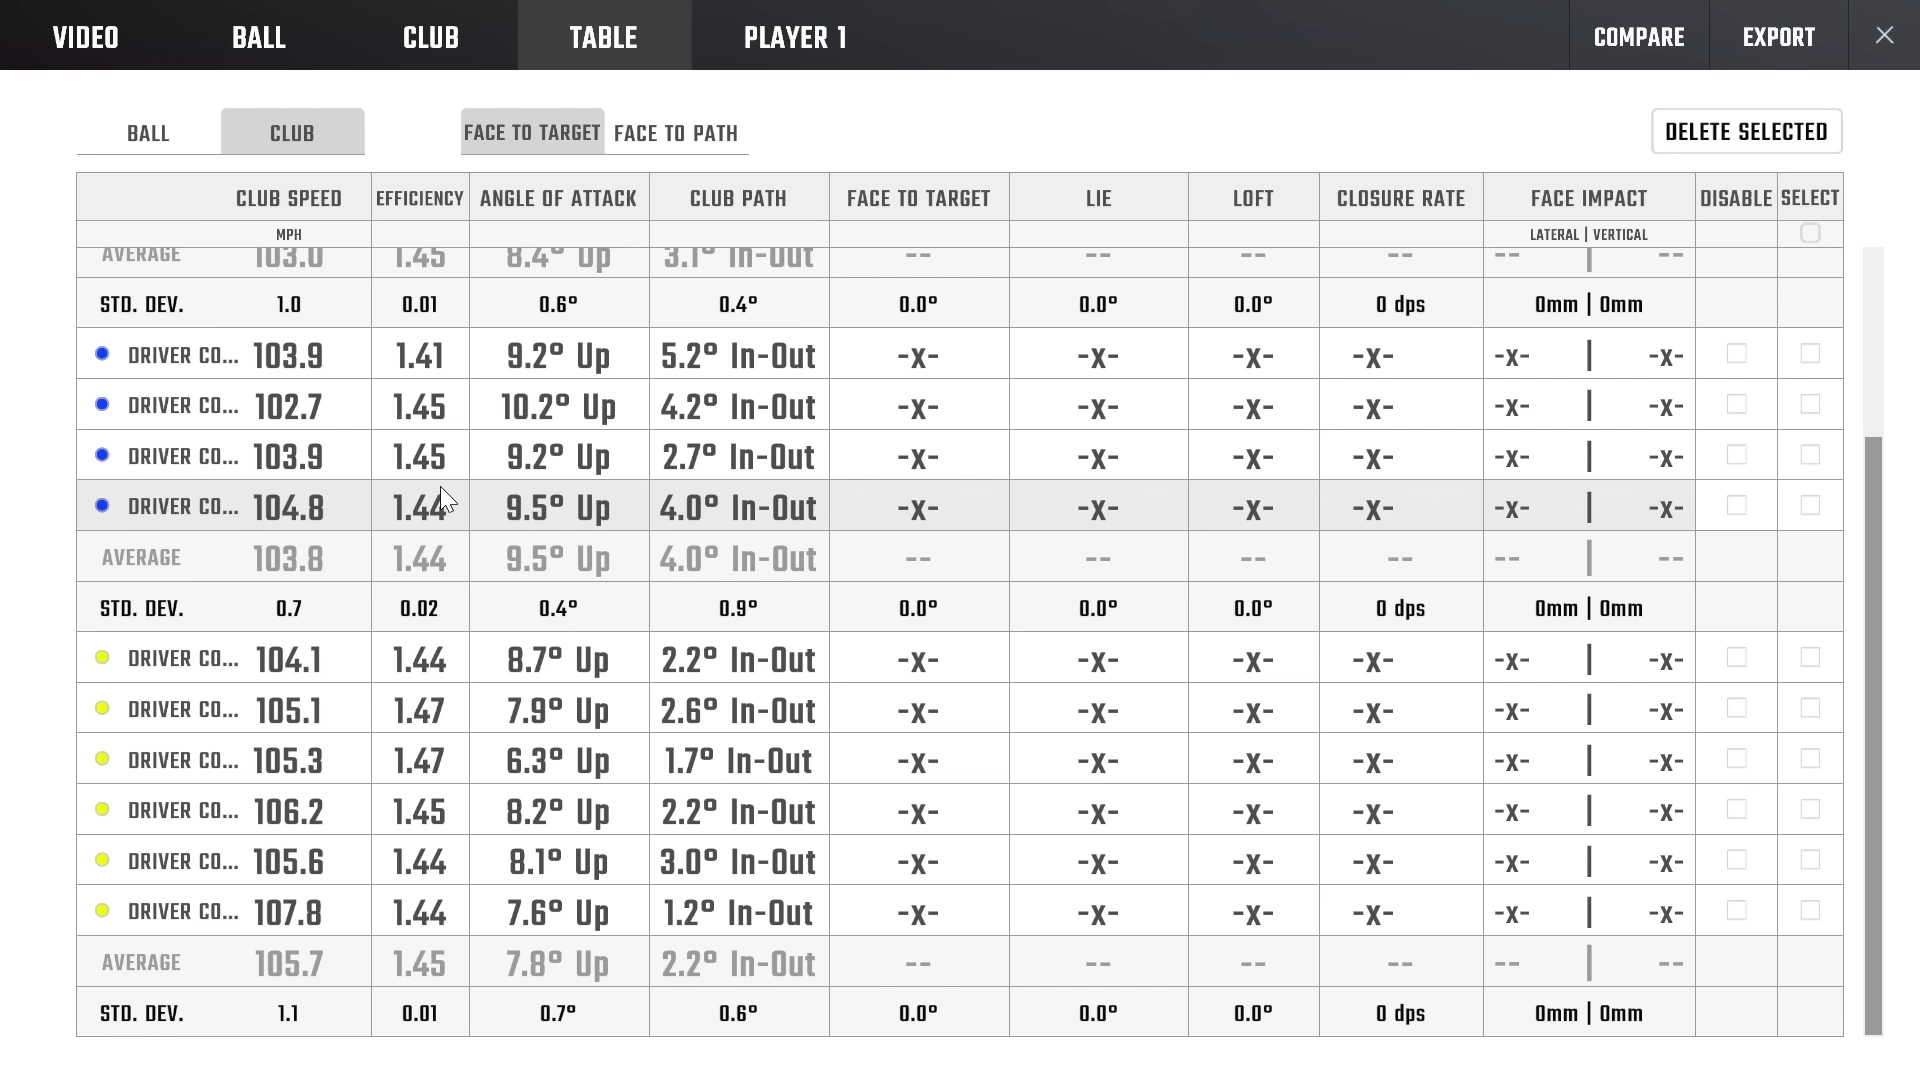 VIDEO BALL CLUB TABLE PLAYER 1 COMPARE EXPORT
BALL CLUB FACE TO TARGET FACE TO PATH DELETE SELECTED
CLUB SPEED EFFICIENCY ANGLE OF ATTACK CLUB PATH FACE TO TARGET LIE LOFT CLOSURE RATE FACE IMPACT DISABLE SELECT
MPH LATERAL | VERTICAL
AVERAGE 103.0 1.45 8.4° Up 3.1° In-Out -- -- -- -- -- | --
STD. DEV. 1.0 0.01 0.6° 0.4° 0.0° 0.0° 0.0° 0 dps 0mm | 0mm
DRIVER CO... 103.9 1.41 9.2° Up 5.2° In-Out -x- -x- -x- -x- -x- | -x-
DRIVER CO... 102.7 1.45 10.2° Up 4.2° In-Out -x- -x- -x- -x- -x- | -x-
DRIVER CO... 103.9 1.45 9.2° Up 2.7° In-Out -x- -x- -x- -x- -x- | -x-
DRIVER CO... 104.8 1.44 9.5° Up 4.0° In-Out -x- -x- -x- -x- -x- | -x-
AVERAGE 103.8 1.44 9.5° Up 4.0° In-Out -- -- -- -- -- | --
STD. DEV. 0.7 0.02 0.4° 0.9° 0.0° 0.0° 0.0° 0 dps 0mm | 0mm
DRIVER CO... 104.1 1.44 8.7° Up 2.2° In-Out -x- -x- -x- -x- -x- | -x-
DRIVER CO... 105.1 1.47 7.9° Up 2.6° In-Out -x- -x- -x- -x- -x- | -x-
DRIVER CO... 105.3 1.47 6.3° Up 1.7° In-Out -x- -x- -x- -x- -x- | -x-
DRIVER CO... 106.2 1.45 8.2° Up 2.2° In-Out -x- -x- -x- -x- -x- | -x-
DRIVER CO... 105.6 1.44 8.1° Up 3.0° In-Out -x- -x- -x- -x- -x- | -x-
DRIVER CO... 107.8 1.44 7.6° Up 1.2° In-Out -x- -x- -x- -x- -x- | -x-
AVERAGE 105.7 1.45 7.8° Up 2.2° In-Out -- -- -- -- -- | --
STD. DEV. 1.1 0.01 0.7° 0.6° 0.0° 0.0° 0.0° 0 dps 0mm | 0mm